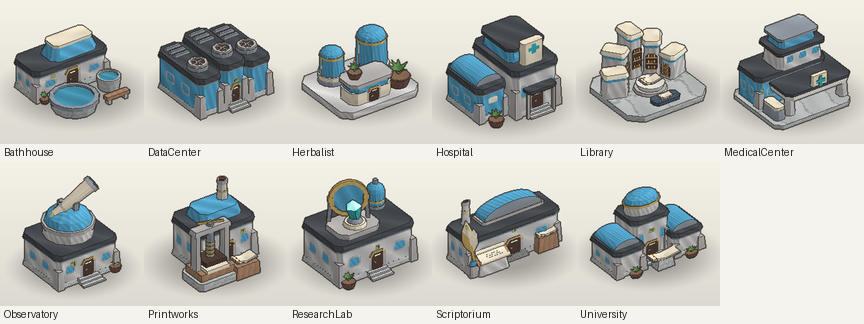 Bathhouse
DataCenter
Herbalist
Hospital
Library
MedicalCenter
Observatory
Printworks
ResearchLab
Scriptorium
University